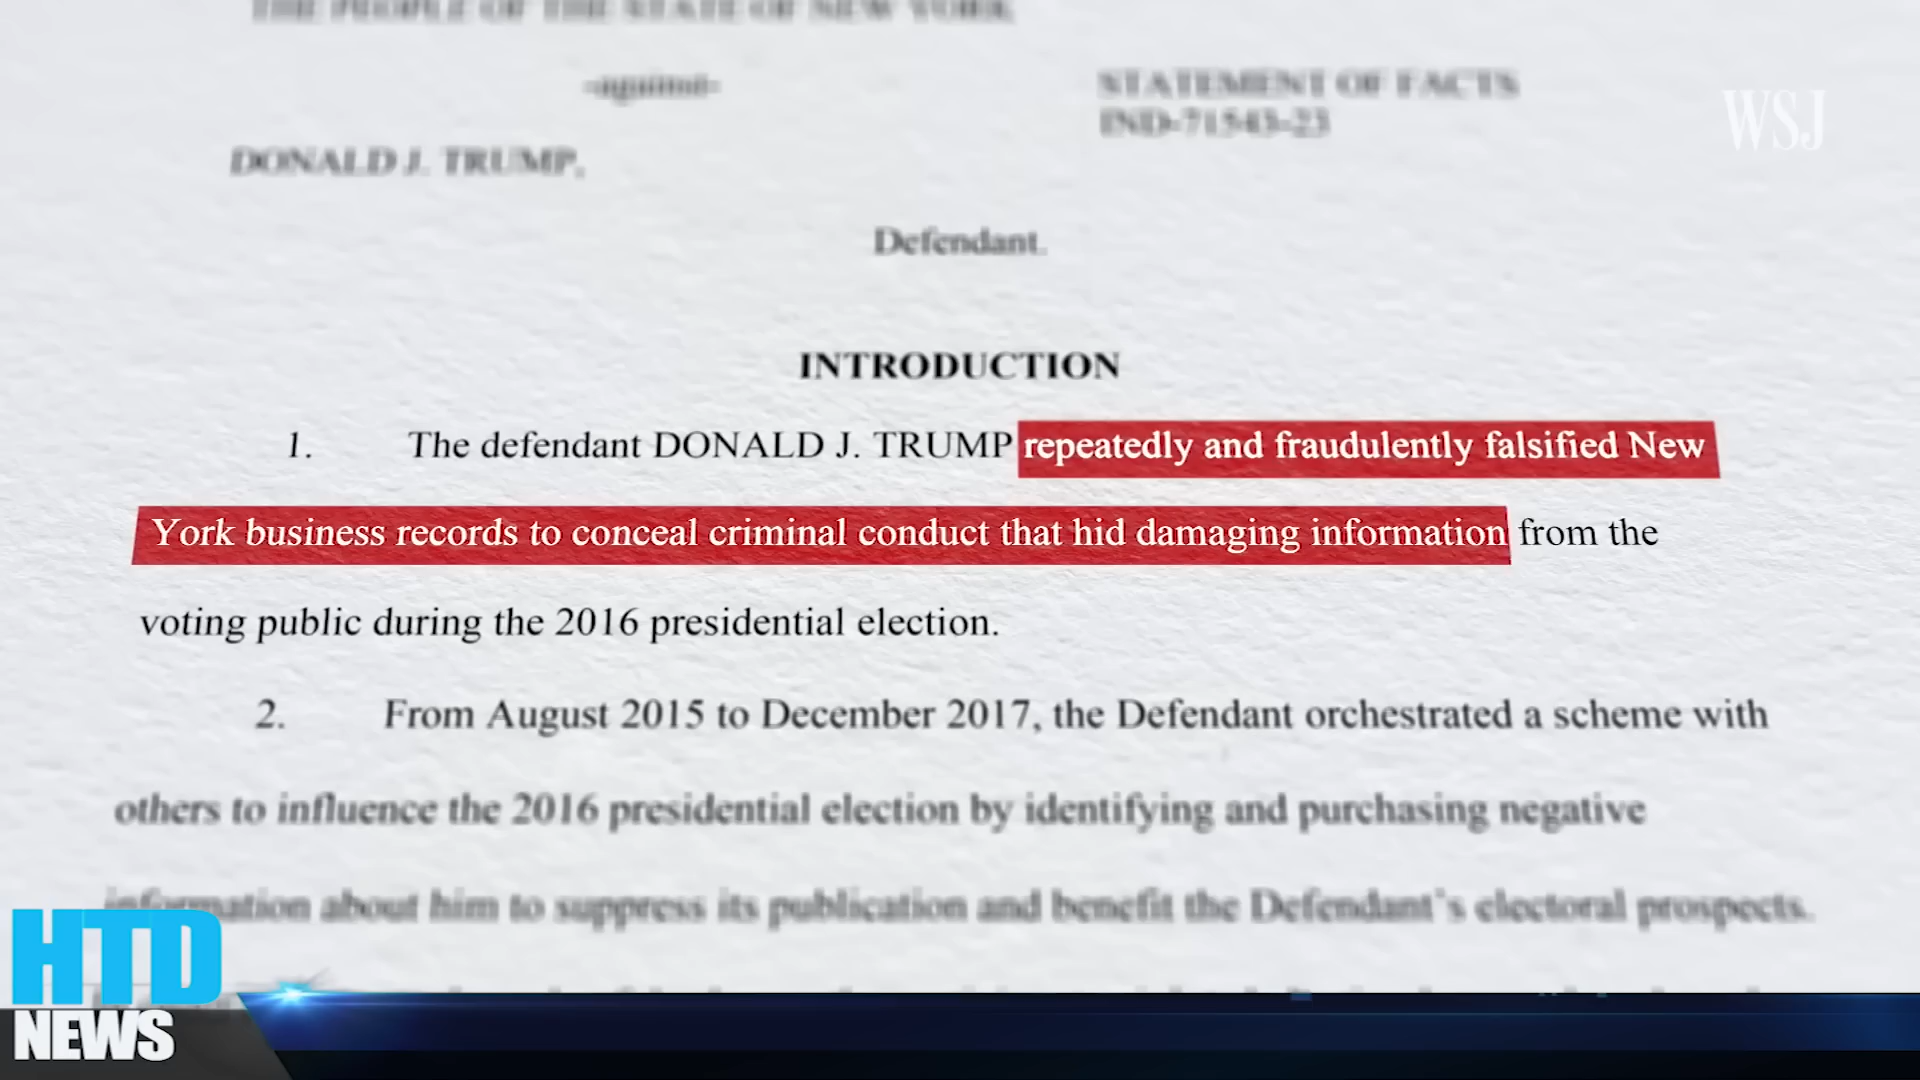 THE PEOPLE OF THE STATE OF NEW YORK
-against-
STATEMENT OF FACTS
IND-71543-23
WSJ
DONALD J. TRUMP,
Defendant.
INTRODUCTION
1. The defendant DONALD J. TRUMP repeatedly and fraudulently falsified New
York business records to conceal criminal conduct that hid damaging information from the
voting public during the 2016 presidential election.
2. From August 2015 to December 2017, the Defendant orchestrated a scheme with
others to influence the 2016 presidential election by identifying and purchasing negative
information about him to suppress its publication and benefit the Defendant's electoral prospects.
HTD
NEWS